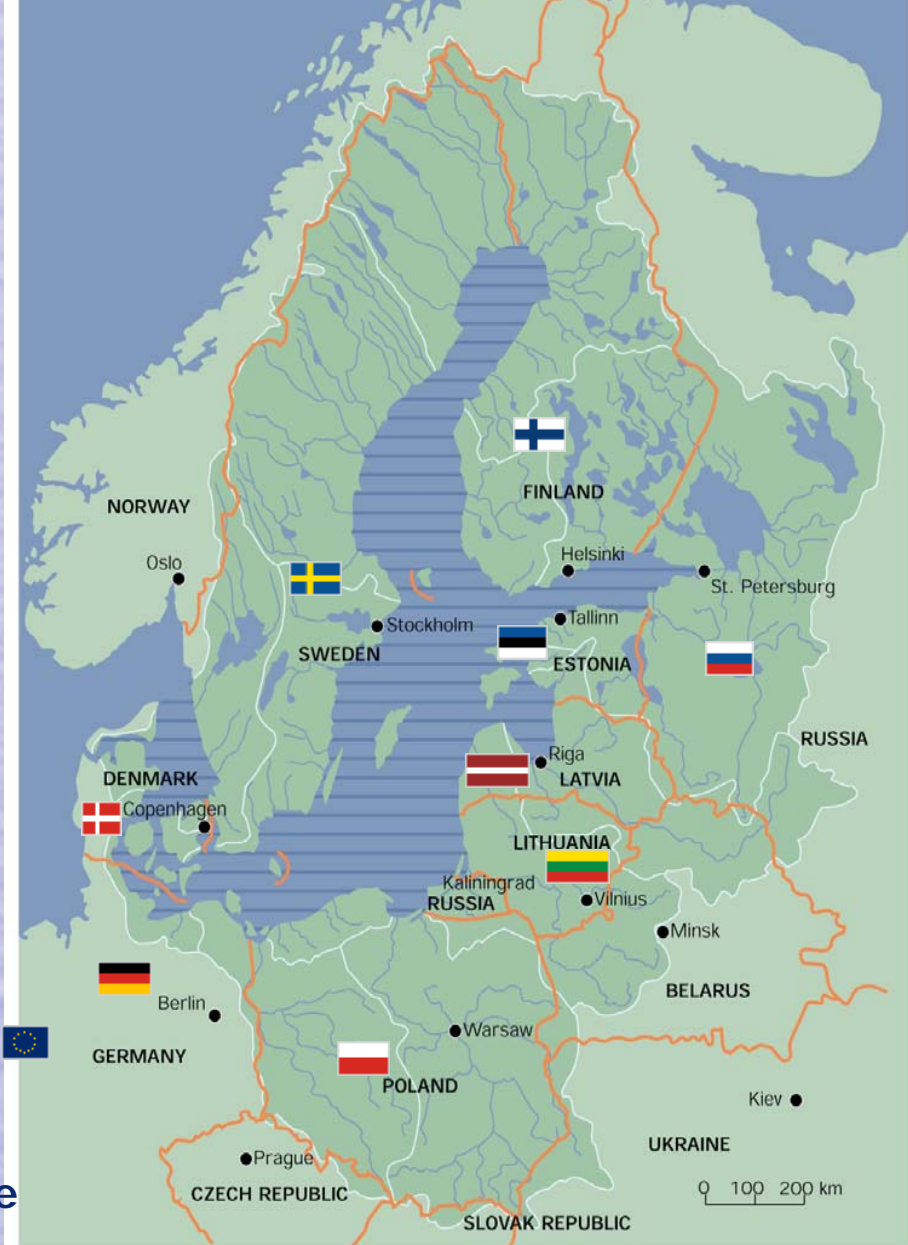 NORWAY
FINLAND
Oslo
Helsinki
St. Petersburg
Stockholm
Tallinn
SWEDEN
ESTONIA
RUSSIA
Riga
DENMARK
LATVIA
Copenhagen
LITHUANIA
Kaliningrad
RUSSIA
Vilnius
Minsk
BELARUS
Berlin
Warsaw
GERMANY
POLAND
Kiev
UKRAINE
Prague
CZECH REPUBLIC
0 100 200 km
SLOVAK REPUBLIC
e